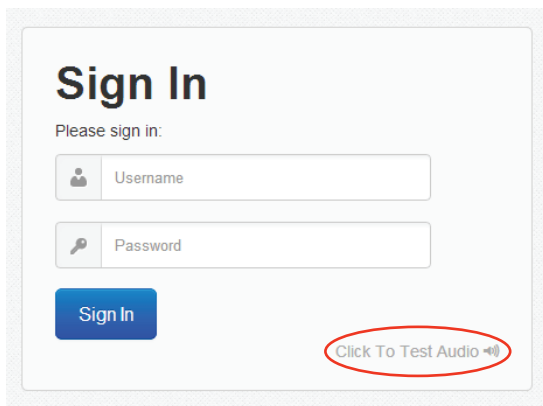 Sign In
Please sign in:
Username
Password
Sign In
Click To Test Audio